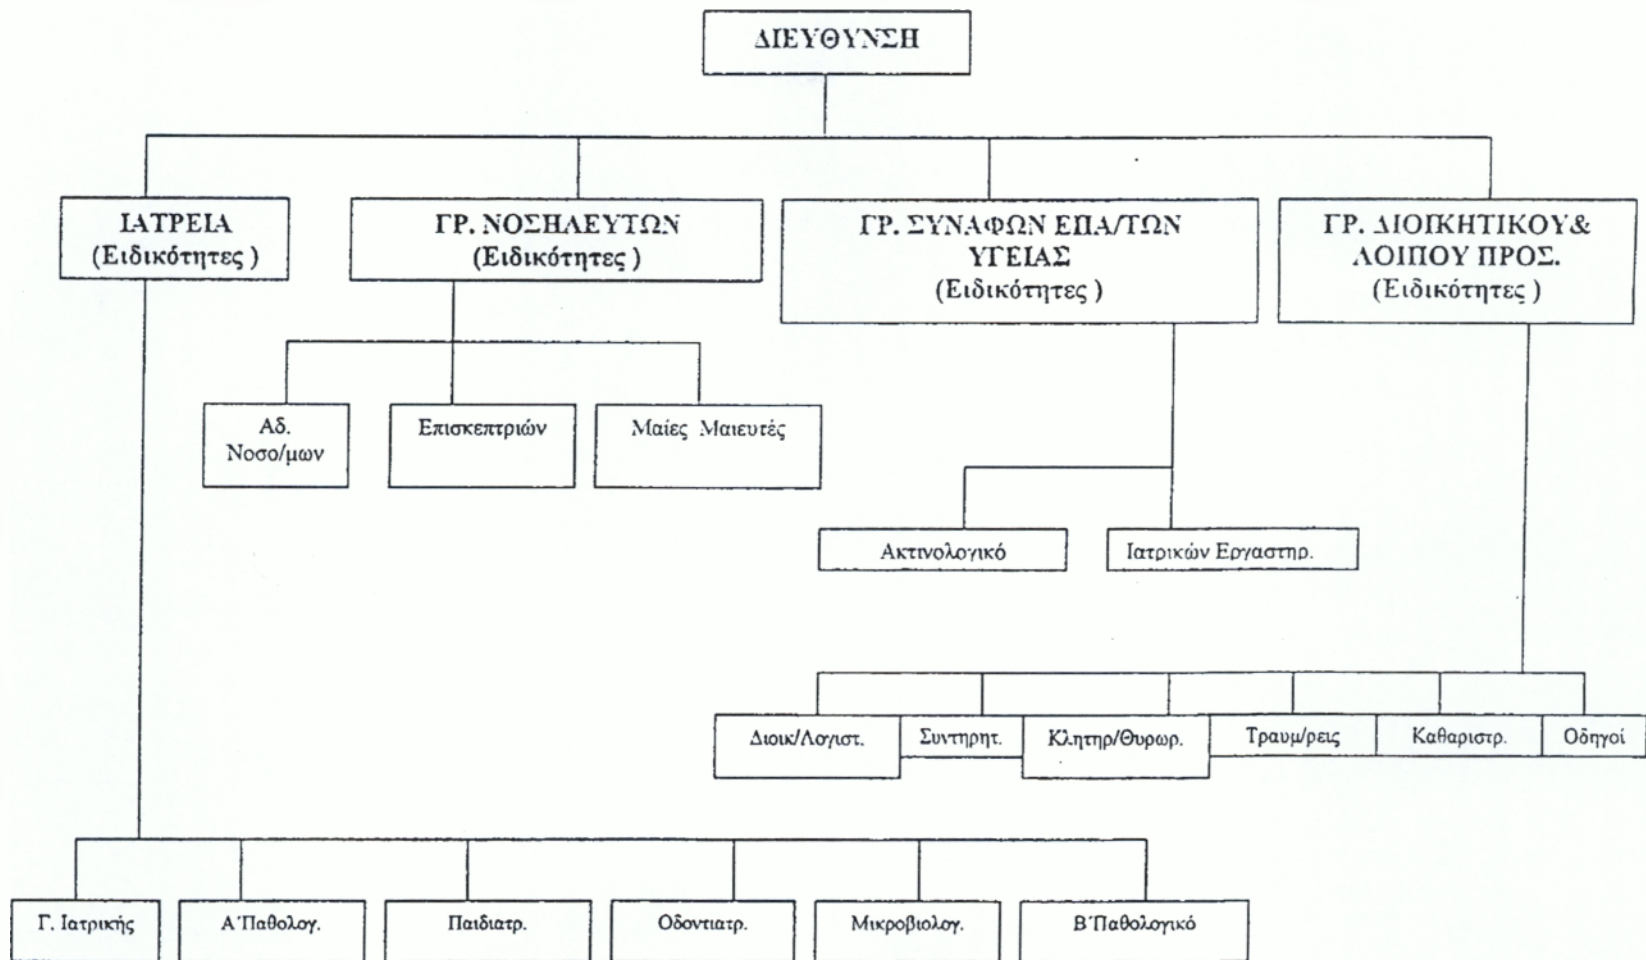 ΔΙΕΥΘΥΝΣΗ
ΙΑΤΡΕΙΑ
(Ειδικότητες )
ΓΡ. ΝΟΣΗΛΕΥΤΩΝ
(Ειδικότητες )
ΓΡ. ΣΥΝΑΦΩΝ ΕΠΑ/ΤΩΝ
ΥΓΕΙΑΣ
(Ειδικότητες )
ΓΡ. ΔΙΟΙΚΗΤΙΚΟΥ&
ΛΟΙΠΟΥ ΠΡΟΣ.
(Ειδικότητες )
Αδ.
Νοσο/μων
Επισκεπτριών
Μαίες Μαιευτές
Ακτινολογικό
Ιατρικών Εργαστηρ.
Διοικ/Λογιστ.
Συντηρητ.
Κλητηρ/Θυρωρ.
Τραυμ/ρεις
Καθαριστρ.
Οδηγοί
Γ. Ιατρικής
Α΄Παθολογ.
Παιδιατρ.
Οδοντιατρ.
Μικροβιολογ.
Β΄Παθολογικό